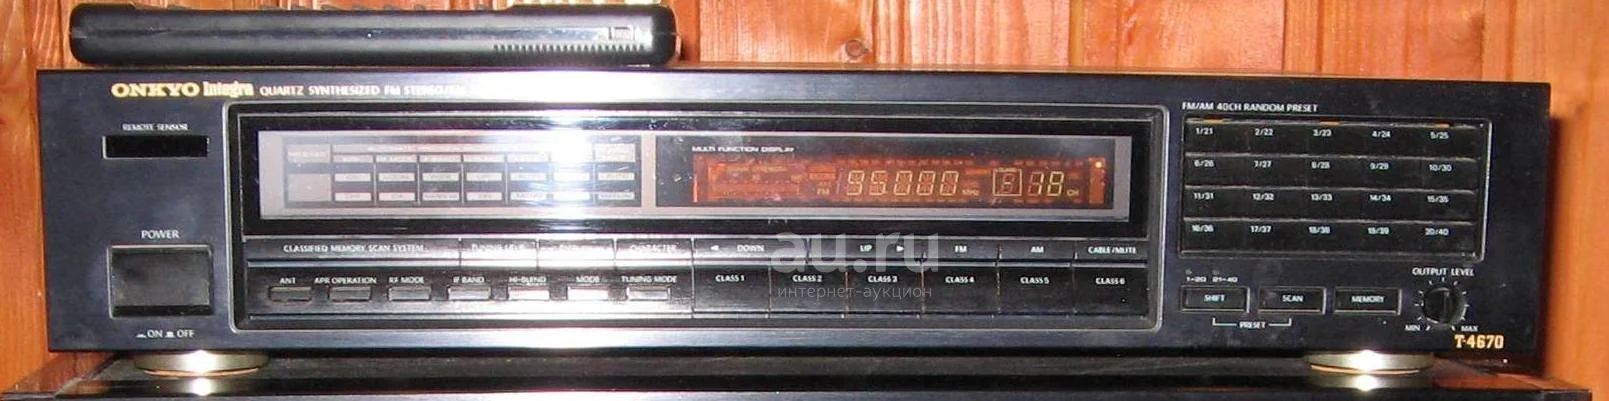 ONKYO Integra QUARTZ SYNTHESIZED FM STEREO/AM
REMOTE SENSOR
POWER
ON OFF
MULTI FUNCTION DISPLAY
FM 95.000 MHz 18 CH
CLASSIFIED MEMORY SCAN SYSTEM TUNING LEVEL CHARACTER DOWN UP FM AM CABLE/MUTE
ANT APR OPERATION RF MODE IF BAND HI-BLEND MODE TUNING MODE CLASS 1 CLASS 2 CLASS 3 CLASS 4 CLASS 5 CLASS 6
FM/AM 40CH RANDOM PRESET
1/21 2/22 3/23 4/24 5/25
6/26 7/27 8/28 9/29 10/30
11/31 12/32 13/33 14/34 15/35
16/36 17/37 18/38 19/39 20/40
1-20 21-40 OUTPUT LEVEL
SHIFT SCAN MEMORY
PRESET
MIN MAX
T-4670
au.ru
интернет-аукцион